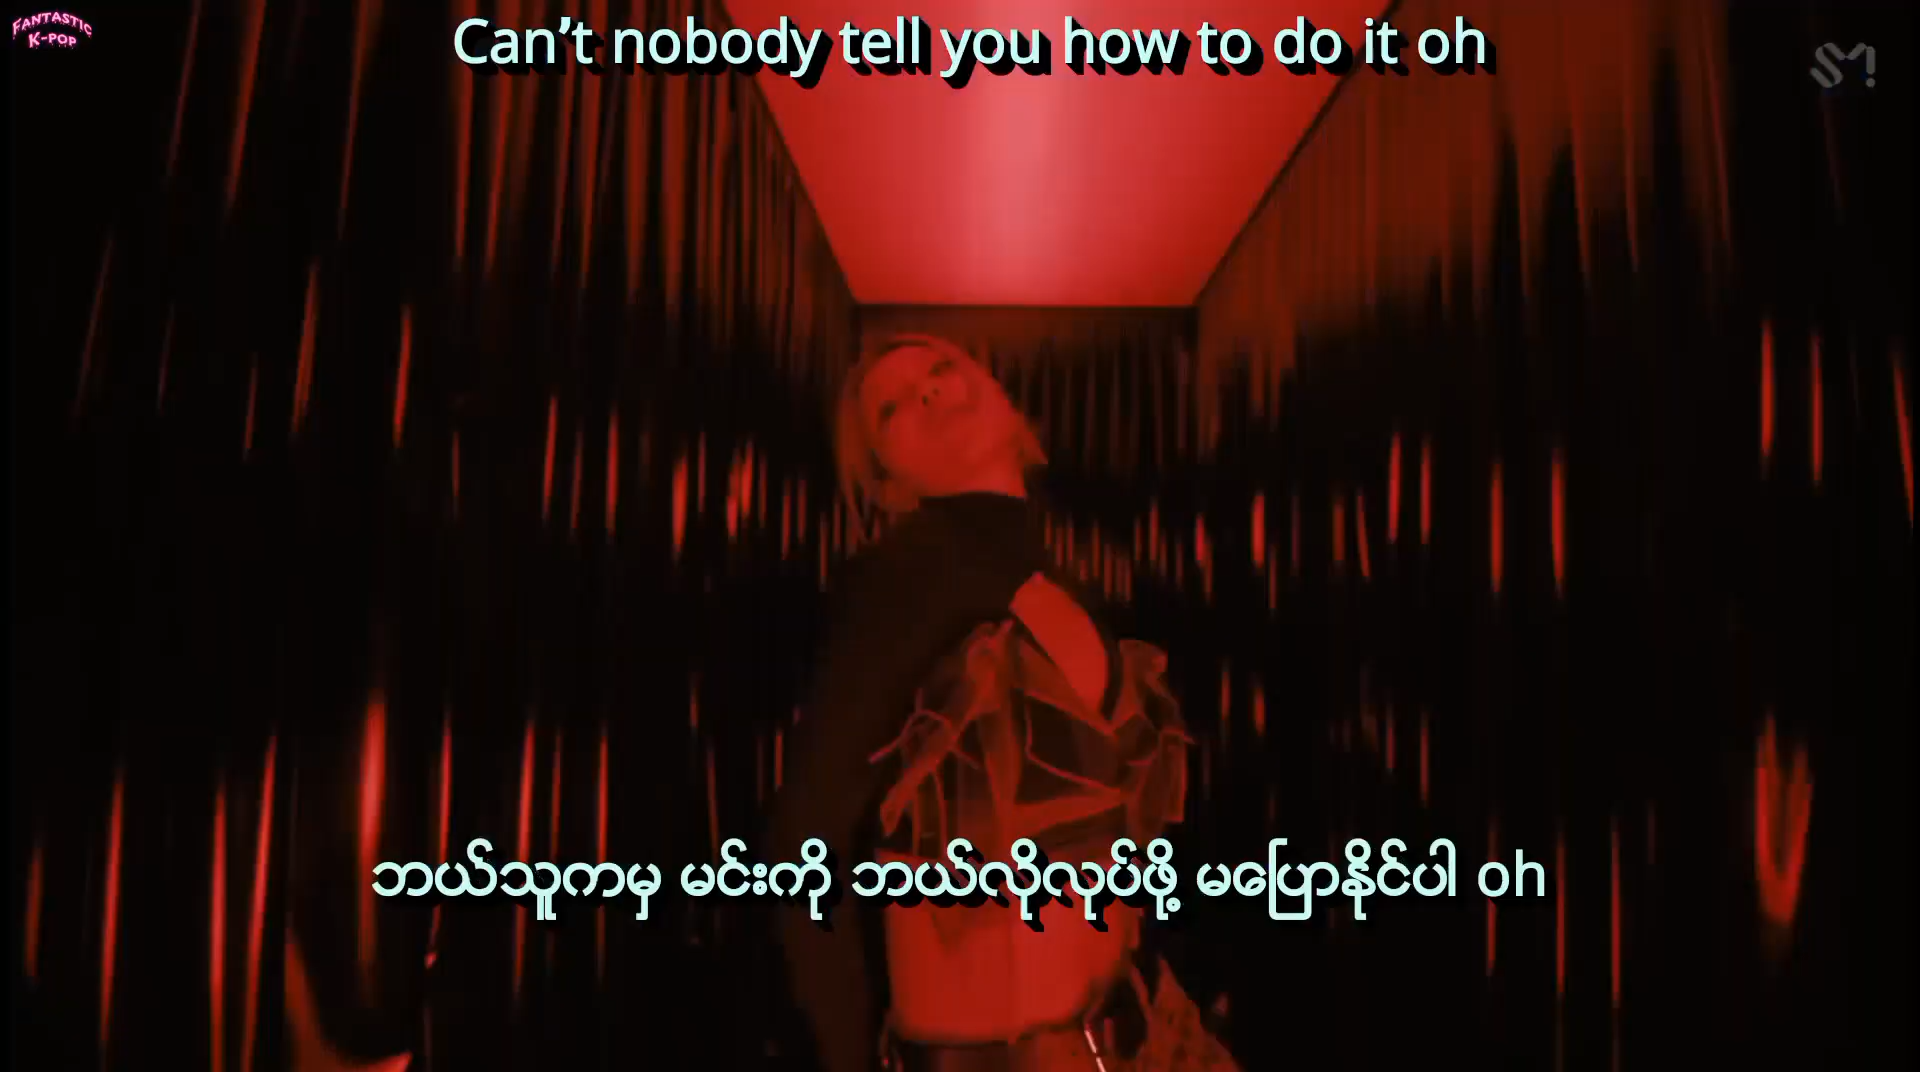 FANTASTIC
K-POP
Can’t nobody tell you how to do it oh
SM!
ဘယ်သူကမှ မင်းကို ဘယ်လိုလုပ်ဖို့ မပြောနိုင်ပါ oh